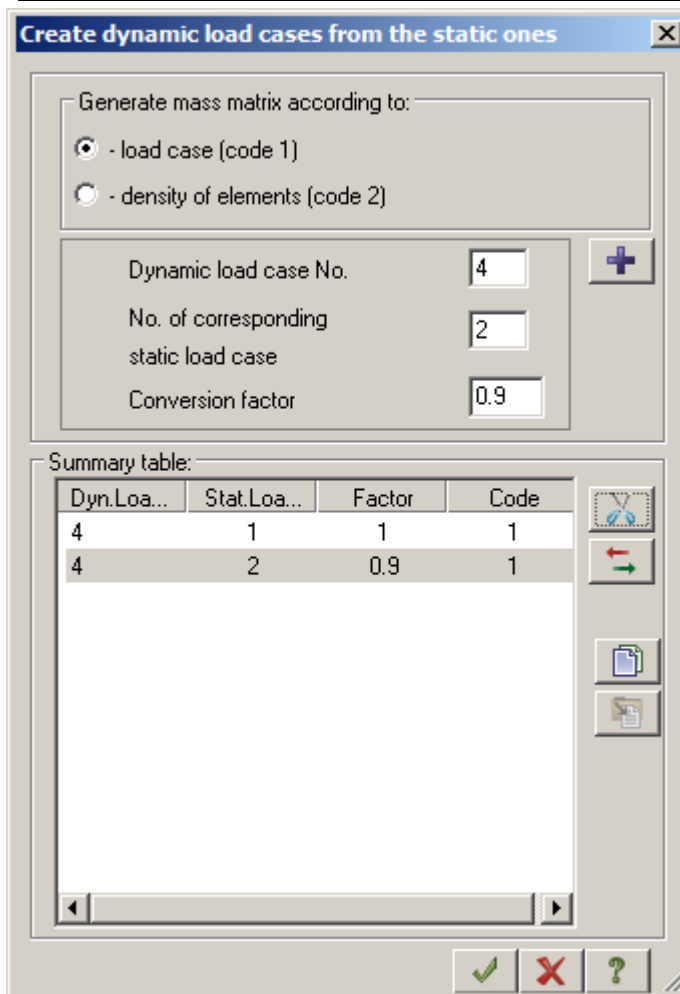 Create dynamic load cases from the static ones
Generate mass matrix according to:
- load case (code 1)
- density of elements (code 2)
Dynamic load case No. 4
No. of corresponding
static load case 2
Conversion factor 0.9
Summary table:
Dyn.Loa... Stat.Loa... Factor Code
4 1 1 1
4 2 0.9 1
?